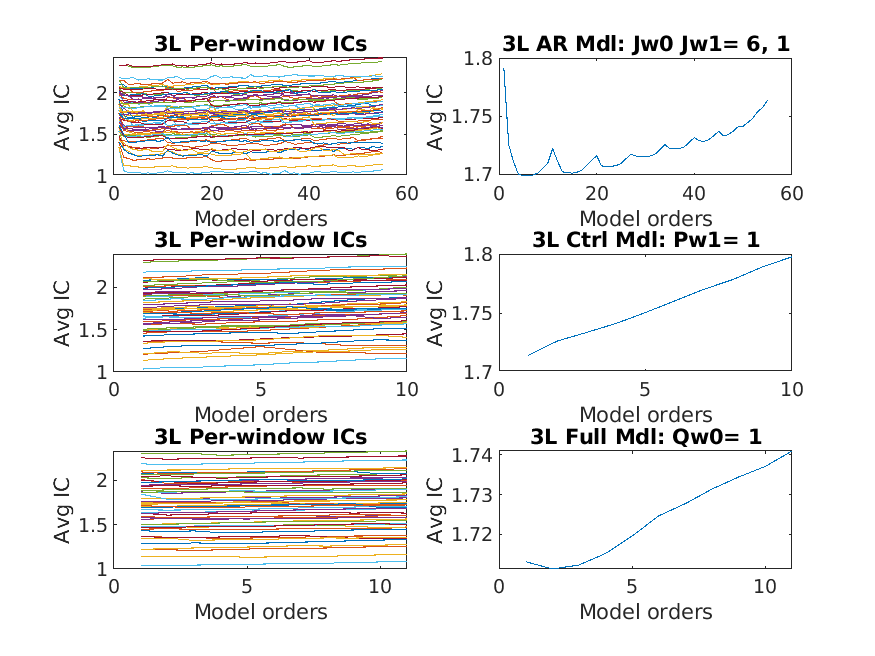 3L Per-window ICs
Avg IC
2
1.5
1
0
20
40
60
Model orders
3L AR Mdl: Jw0 Jw1= 6, 1
Avg IC
1.8
1.75
1.7
0
20
40
60
Model orders
3L Per-window ICs
Avg IC
2
1.5
1
0
5
10
Model orders
3L Ctrl Mdl: Pw1= 1
Avg IC
1.8
1.75
1.7
0
5
10
Model orders
3L Per-window ICs
Avg IC
2
1.5
1
0
5
10
Model orders
3L Full Mdl: Qw0= 1
Avg IC
1.74
1.73
1.72
0
5
10
Model orders